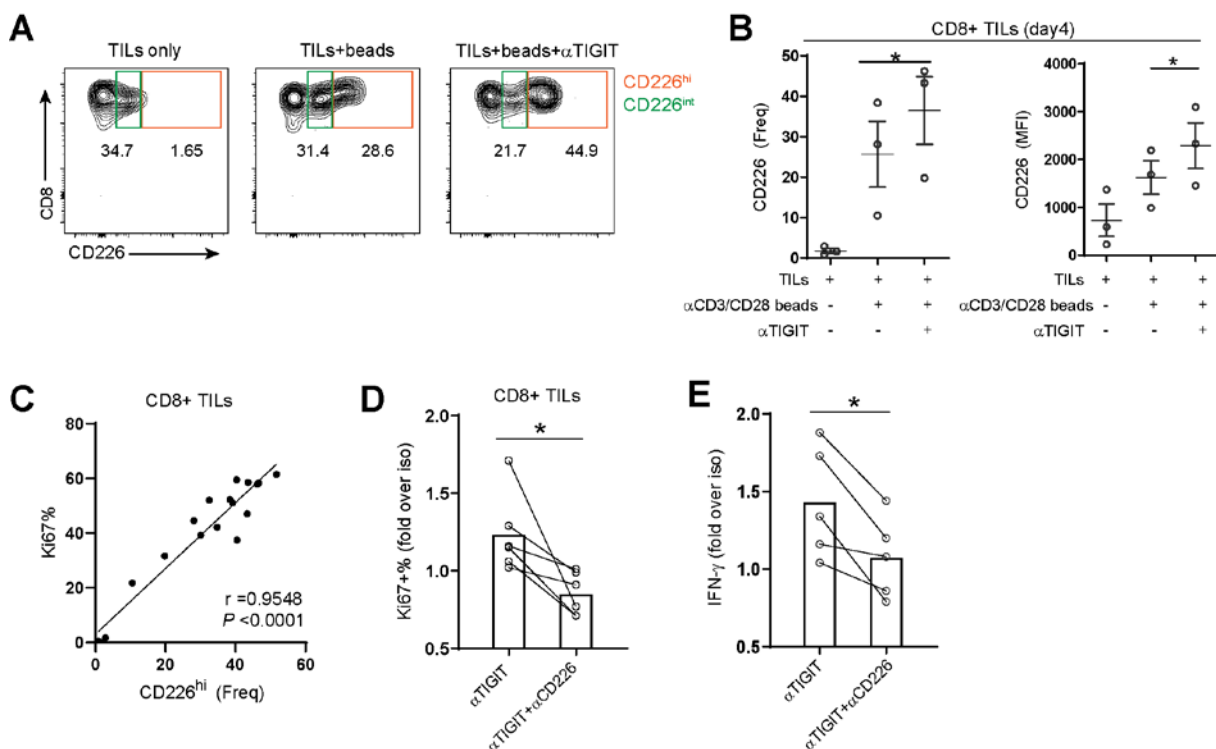 A
TILs only
TILs+beads
TILs+beads+αTIGIT
CD226hi
CD226int
34.7 1.65
31.4 28.6
21.7 44.9
CD8
CD226
B
CD8+ TILs (day4)
*
CD226 (Freq)
50
40
30
20
10
0
TILs + + +
αCD3/CD28 beads - + +
αTIGIT - - +
*
CD226 (MFI)
4000
3000
2000
1000
0
TILs + + +
αCD3/CD28 beads - + +
αTIGIT - - +
C
CD8+ TILs
Ki67%
80
60
40
20
0
r =0.9548
P <0.0001
0 20 40 60
CD226hi (Freq)
D
CD8+ TILs
*
Ki67+% (fold over iso)
2.0
1.5
1.0
0.5
αTIGIT
αTIGIT+αCD226
E
*
IFN-γ (fold over iso)
2.0
1.5
1.0
0.5
αTIGIT
αTIGIT+αCD226